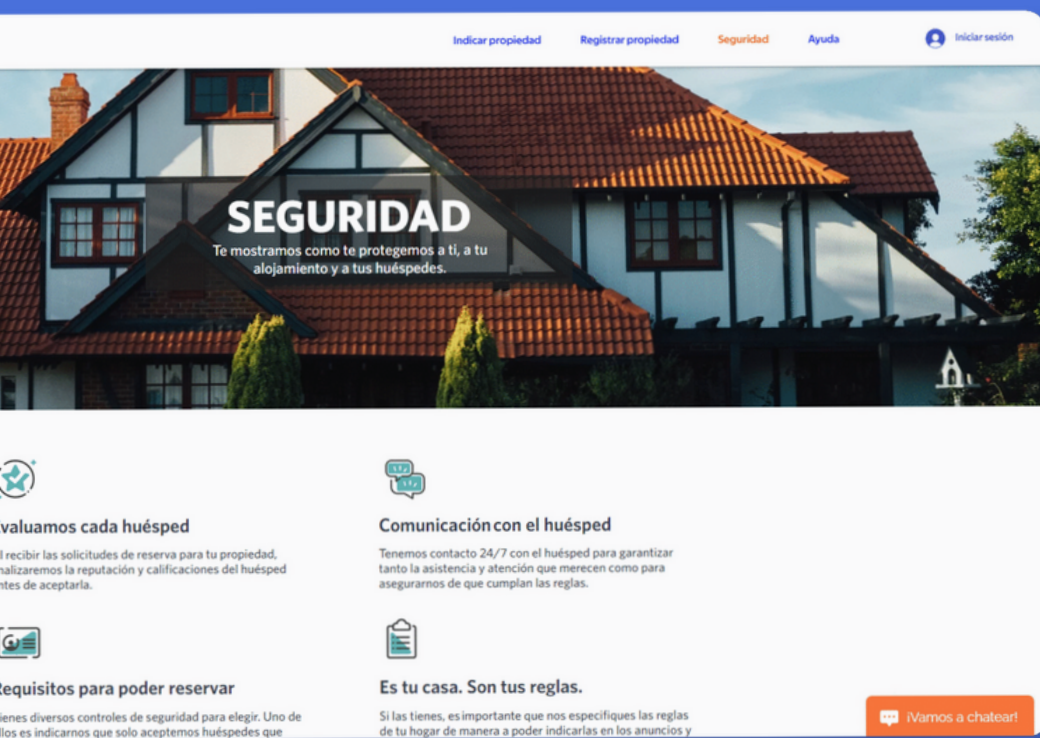 Indicar propiedad Registrar propiedad Seguridad Ayuda Iniciar sesión
SEGURIDAD
Te mostramos como te protegemos a ti, a tu
alojamiento y a tus huéspedes.
valuamos cada huésped
l recibir las solicitudes de reserva para tu propiedad,
nalizaremos la reputación y calificaciones del huésped
ntes de aceptarla.
Comunicación con el huésped
Tenemos contacto 24/7 con el huésped para garantizar
tanto la asistencia y atención que merecen como para
asegurarnos de que cumplan las reglas.
equisitos para poder reservar
ienes diversos controles de seguridad para elegir. Uno de
llos es indicarnos que solo aceptemos huéspedes que
Es tu casa. Son tus reglas.
Si las tienes, es importante que nos especifiques las reglas
de tu hogar de manera a poder indicarlas en los anuncios y
¡Vamos a chatear!